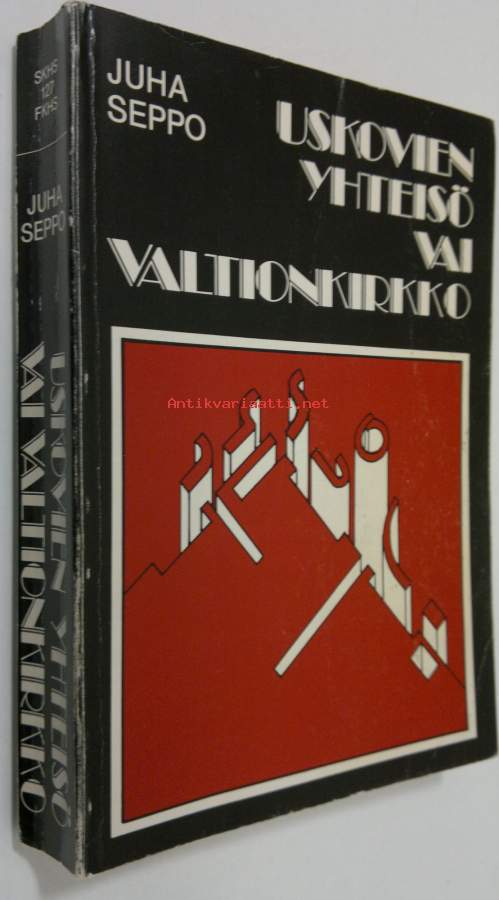 JUHA
SEPPO
USKOVIEN
YHTEISÖ
VAI
VALTIONKIRKKO
Antikvariaatti.net
SKHS
127
FKHS
JUHA
SEPPO
USKOVIEN YHTEISÖ
VAI VALTIONKIRKKO